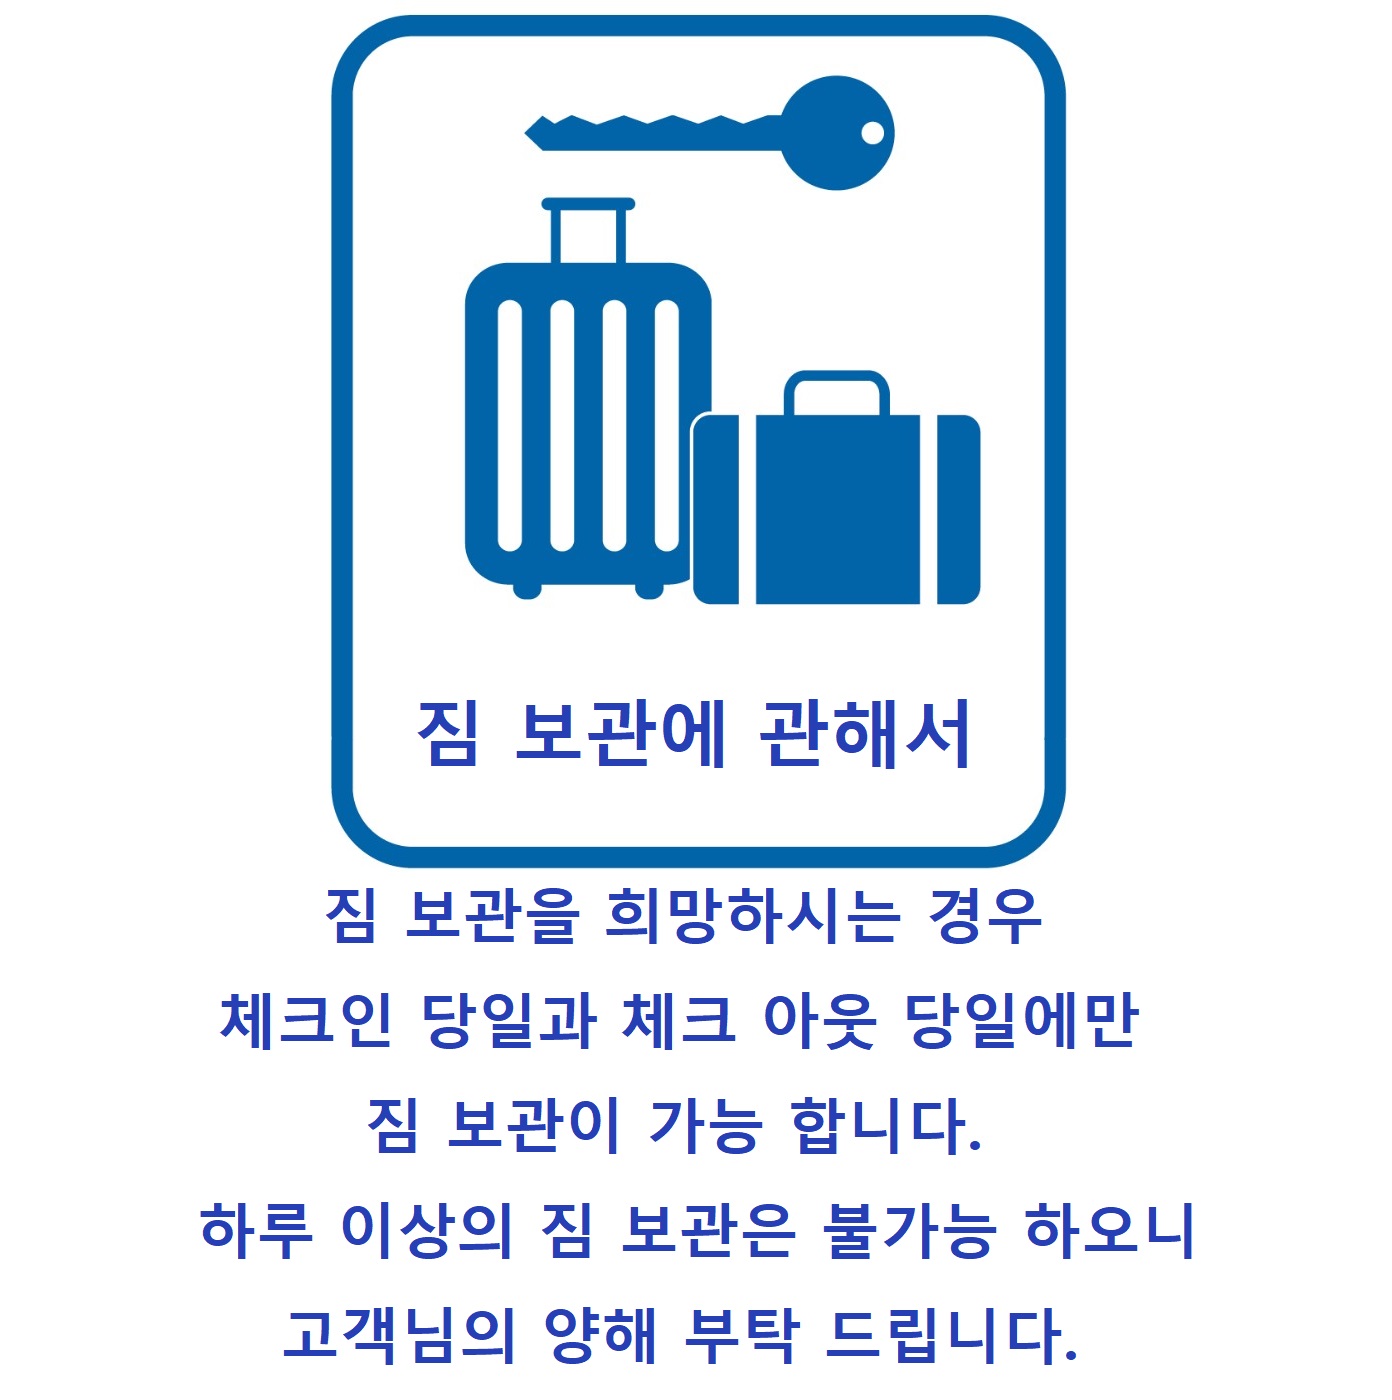 짐 보관에 관해서
짐 보관을 희망하시는 경우
체크인 당일과 체크 아웃 당일에만
짐 보관이 가능 합니다.
하루 이상의 짐 보관은 불가능 하오니
고객님의 양해 부탁 드립니다.